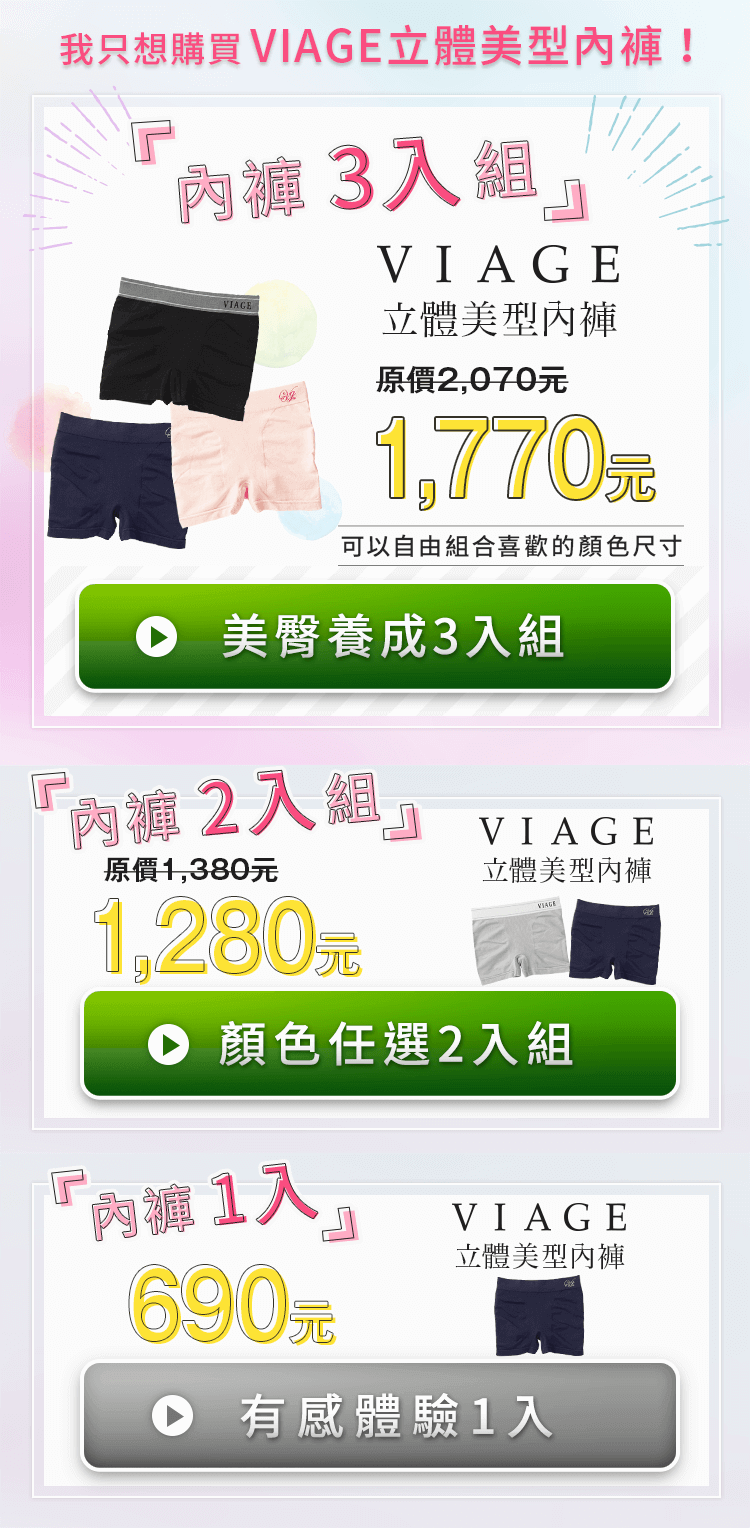 我只想購買VIAGE立體美型內褲！
『內褲3入組』
VIAGE
立體美型內褲
VIAGE
原價2,070元
1,770元
可以自由組合喜歡的顏色尺寸
美臀養成3入組
『內褲2入組』
VIAGE
立體美型內褲
原價1,380元
1,280元
VIAGE
顏色任選2入組
『內褲1入』
VIAGE
立體美型內褲
690元
有感體驗1入